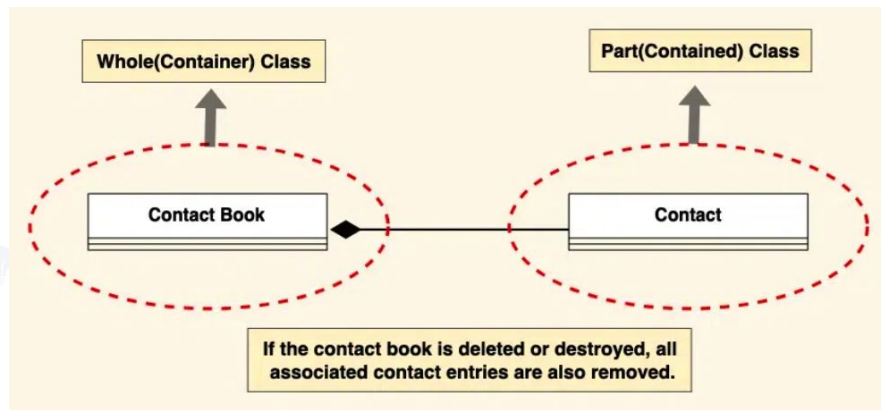 Whole(Container) Class
Part(Contained) Class
Contact Book
Contact
If the contact book is deleted or destroyed, all
associated contact entries are also removed.